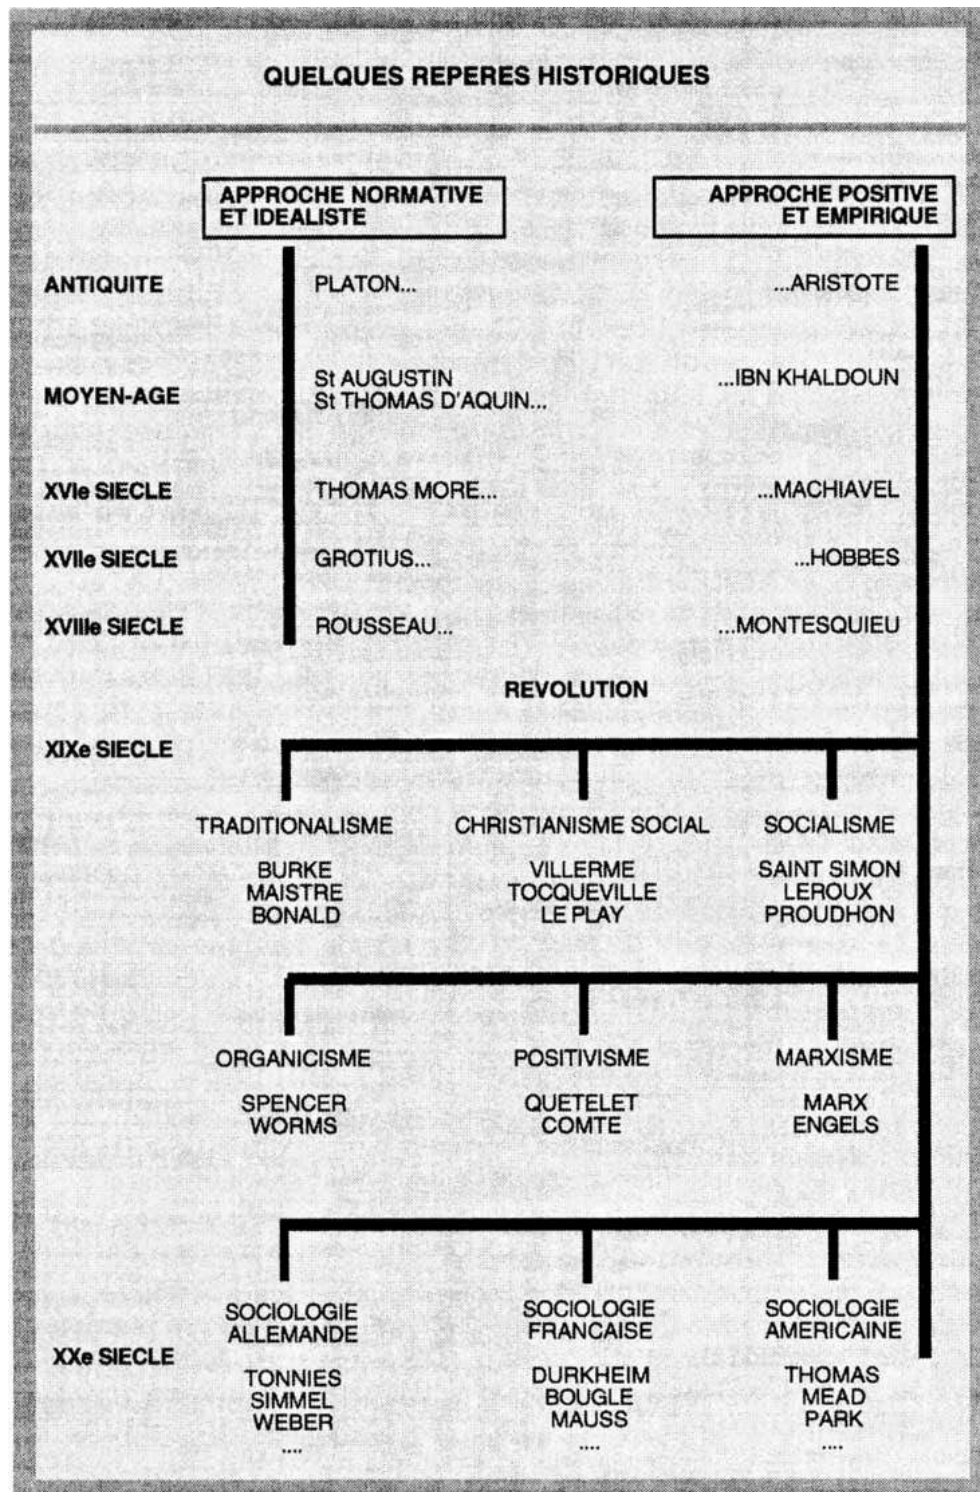 QUELQUES REPERES HISTORIQUES
APPROCHE NORMATIVE
ET IDEALISTE
APPROCHE POSITIVE
ET EMPIRIQUE
ANTIQUITE
PLATON...
...ARISTOTE
MOYEN-AGE
St AUGUSTIN
St THOMAS D'AQUIN...
...IBN KHALDOUN
XVIe SIECLE
THOMAS MORE...
...MACHIAVEL
XVIIe SIECLE
GROTIUS...
...HOBBES
XVIIIe SIECLE
ROUSSEAU...
...MONTESQUIEU
REVOLUTION
XIXe SIECLE
TRADITIONALISME
BURKE
MAISTRE
BONALD
CHRISTIANISME SOCIAL
VILLERME
TOCQUEVILLE
LE PLAY
SOCIALISME
SAINT SIMON
LEROUX
PROUDHON
ORGANICISME
SPENCER
WORMS
POSITIVISME
QUETELET
COMTE
MARXISME
MARX
ENGELS
XXe SIECLE
SOCIOLOGIE
ALLEMANDE
TONNIES
SIMMEL
WEBER
....
SOCIOLOGIE
FRANCAISE
DURKHEIM
BOUGLE
MAUSS
....
SOCIOLOGIE
AMERICAINE
THOMAS
MEAD
PARK
....